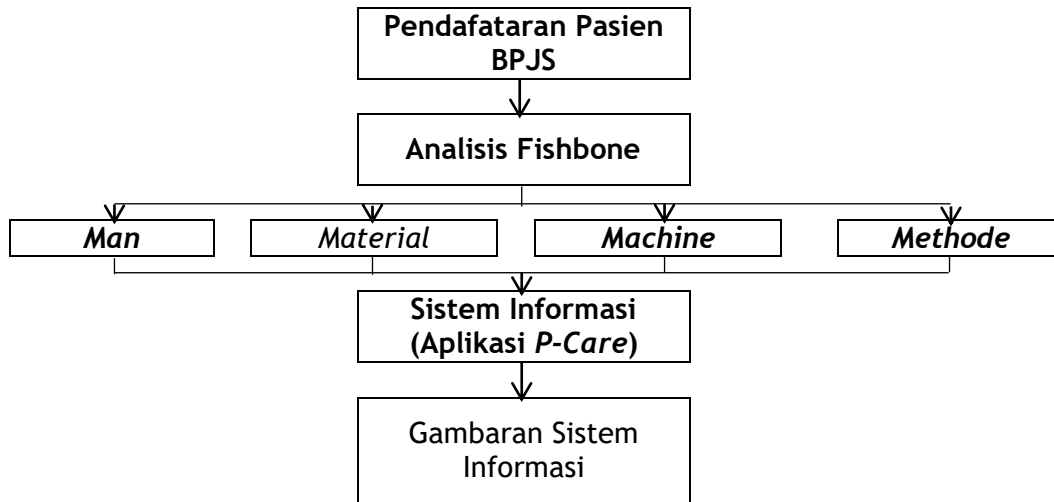 Pendafataran Pasien
BPJS
Analisis Fishbone
Man
Material
Machine
Methode
Sistem Informasi
(Aplikasi P-Care)
Gambaran Sistem
Informasi